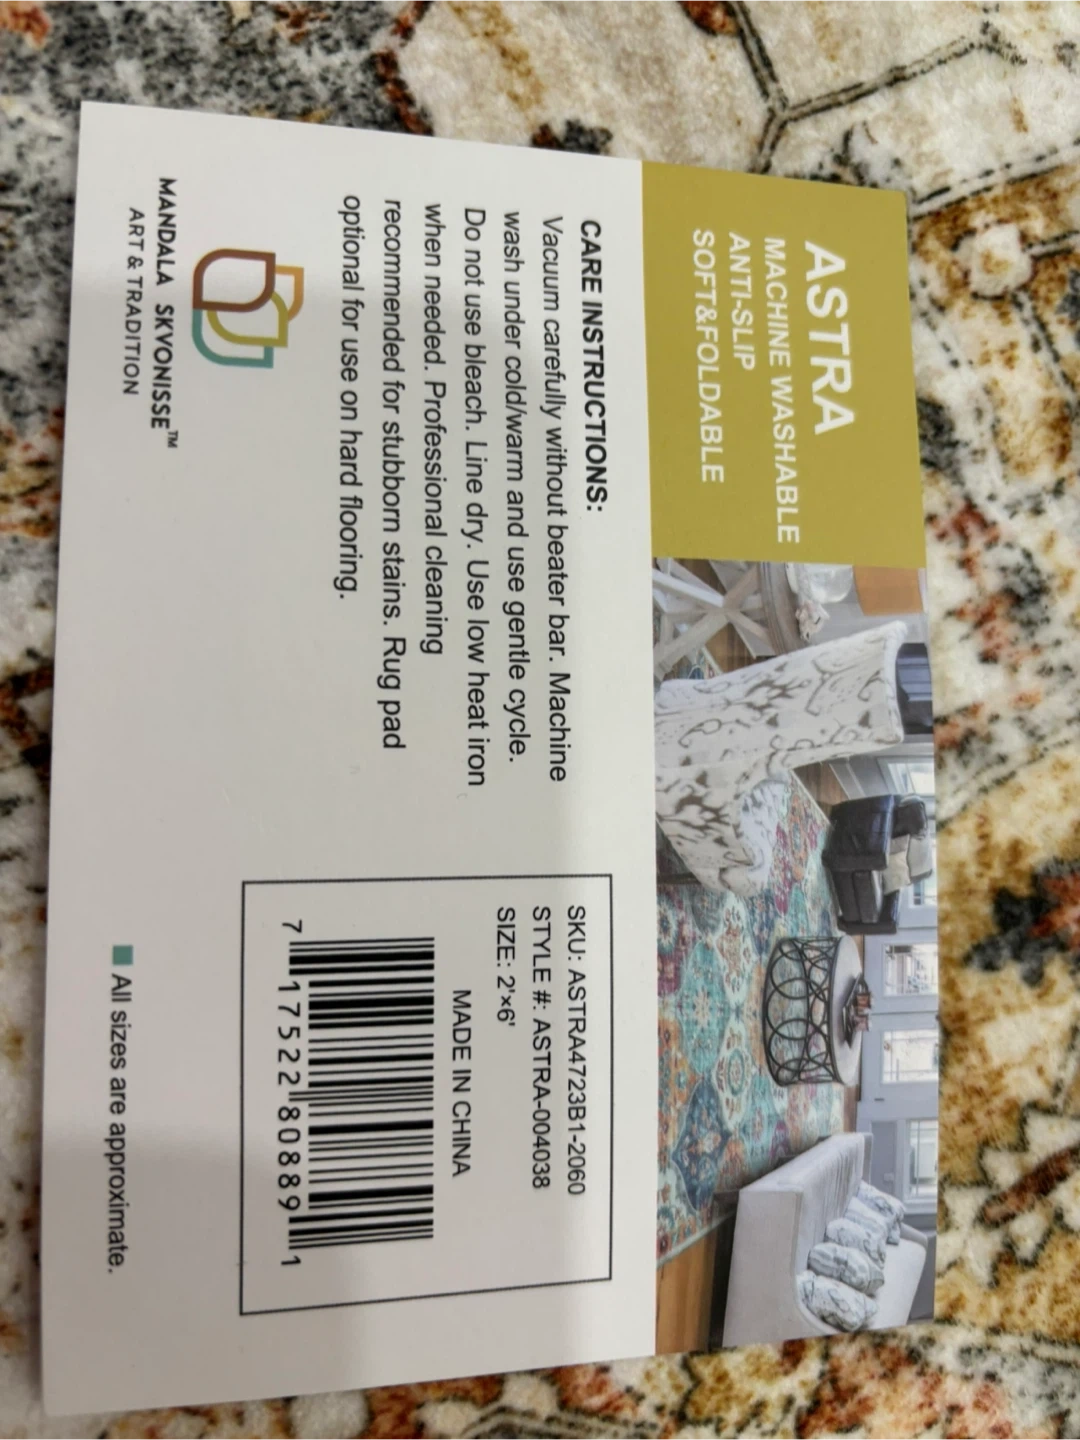 ASTRA
MACHINE WASHABLE
ANTI-SLIP
SOFT&FOLDABLE
CARE INSTRUCTIONS:
Vacuum carefully without beater bar. Machine
wash under cold/warm and use gentle cycle.
Do not use bleach. Line dry. Use low heat iron
when needed. Professional cleaning
recommended for stubborn stains. Rug pad
optional for use on hard flooring.
MANDALA SKVONISSE™
ART & TRADITION
SKU: ASTRA4723B1-2060
STYLE #: ASTRA-004038
SIZE: 2'×6'
MADE IN CHINA
7 17522 80889 1
All sizes are approximate.